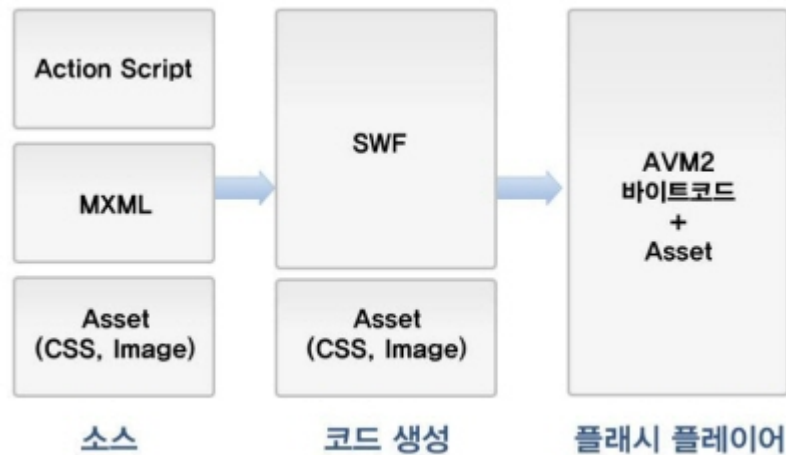 Action Script
MXML
Asset
(CSS, Image)
소스
SWF
Asset
(CSS, Image)
코드 생성
AVM2
바이트코드
+
Asset
플래시 플레이어